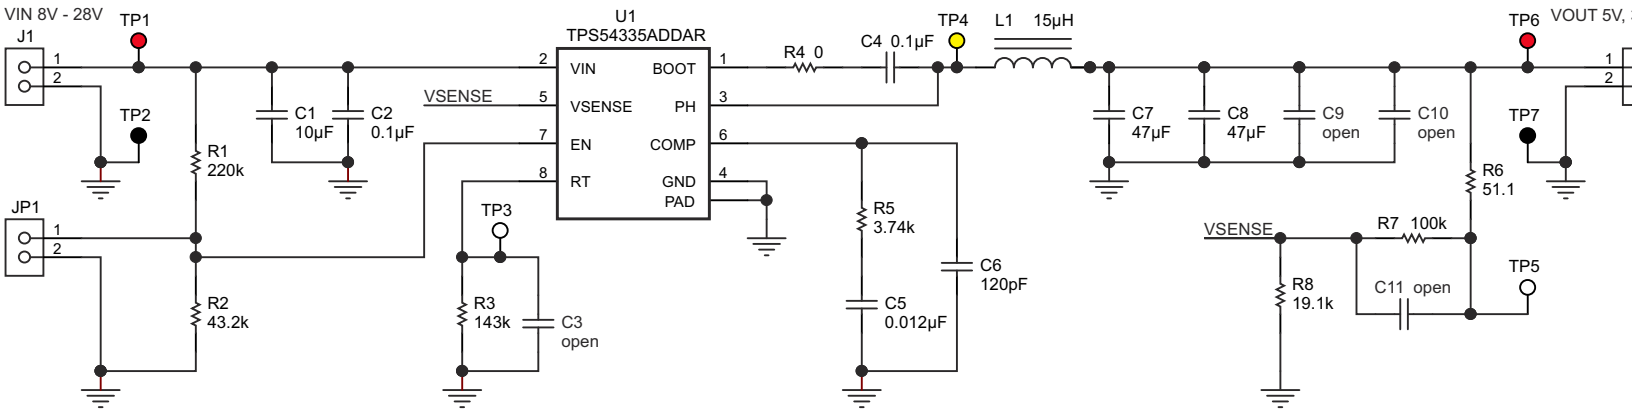 VIN 8V - 28V
TP1
J1
1
2
TP2
R1
220k
C1
10µF
C2
0.1µF
JP1
1
2
R2
43.2k
VSENSE
U1
TPS54335ADDAR
2
VIN
5
VSENSE
7
EN
8
RT
BOOT
1
PH
3
COMP
6
GND
4
PAD
TP3
R3
143k
C3
open
R4 0
C4 0.1µF
TP4
L1 15µH
R5
3.74k
C5
0.012µF
C6
120pF
C7
47µF
C8
47µF
C9
open
C10
open
TP6
VOUT 5V,
1
2
TP7
R6
51.1
VSENSE
R7 100k
R8
19.1k
C11 open
TP5